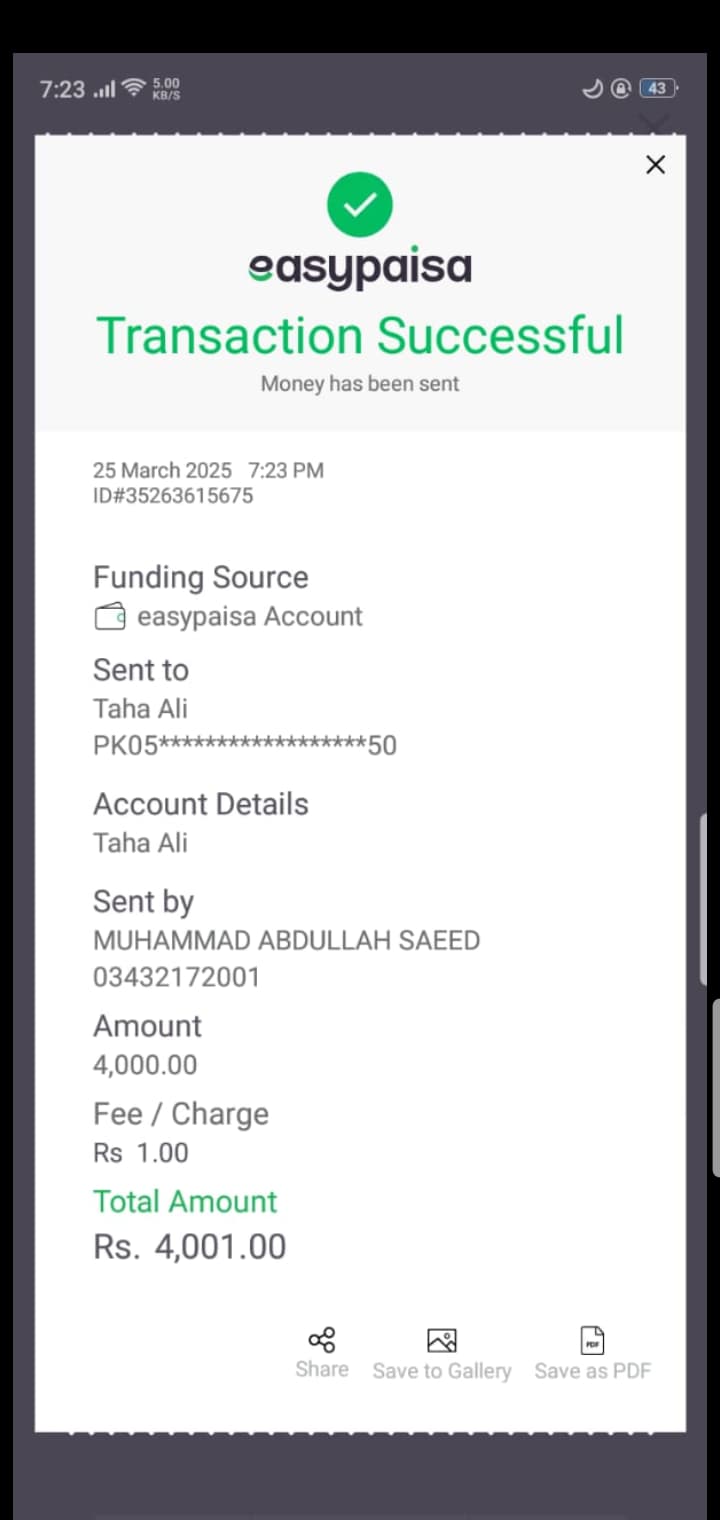 7:23 5.00 KB/S 43
easypaisa
Transaction Successful
Money has been sent
25 March 2025 7:23 PM
ID#35263615675
Funding Source
easypaisa Account
Sent to
Taha Ali
PK05******************50
Account Details
Taha Ali
Sent by
MUHAMMAD ABDULLAH SAEED
03432172001
Amount
4,000.00
Fee / Charge
Rs 1.00
Total Amount
Rs. 4,001.00
Share Save to Gallery PDF Save as PDF